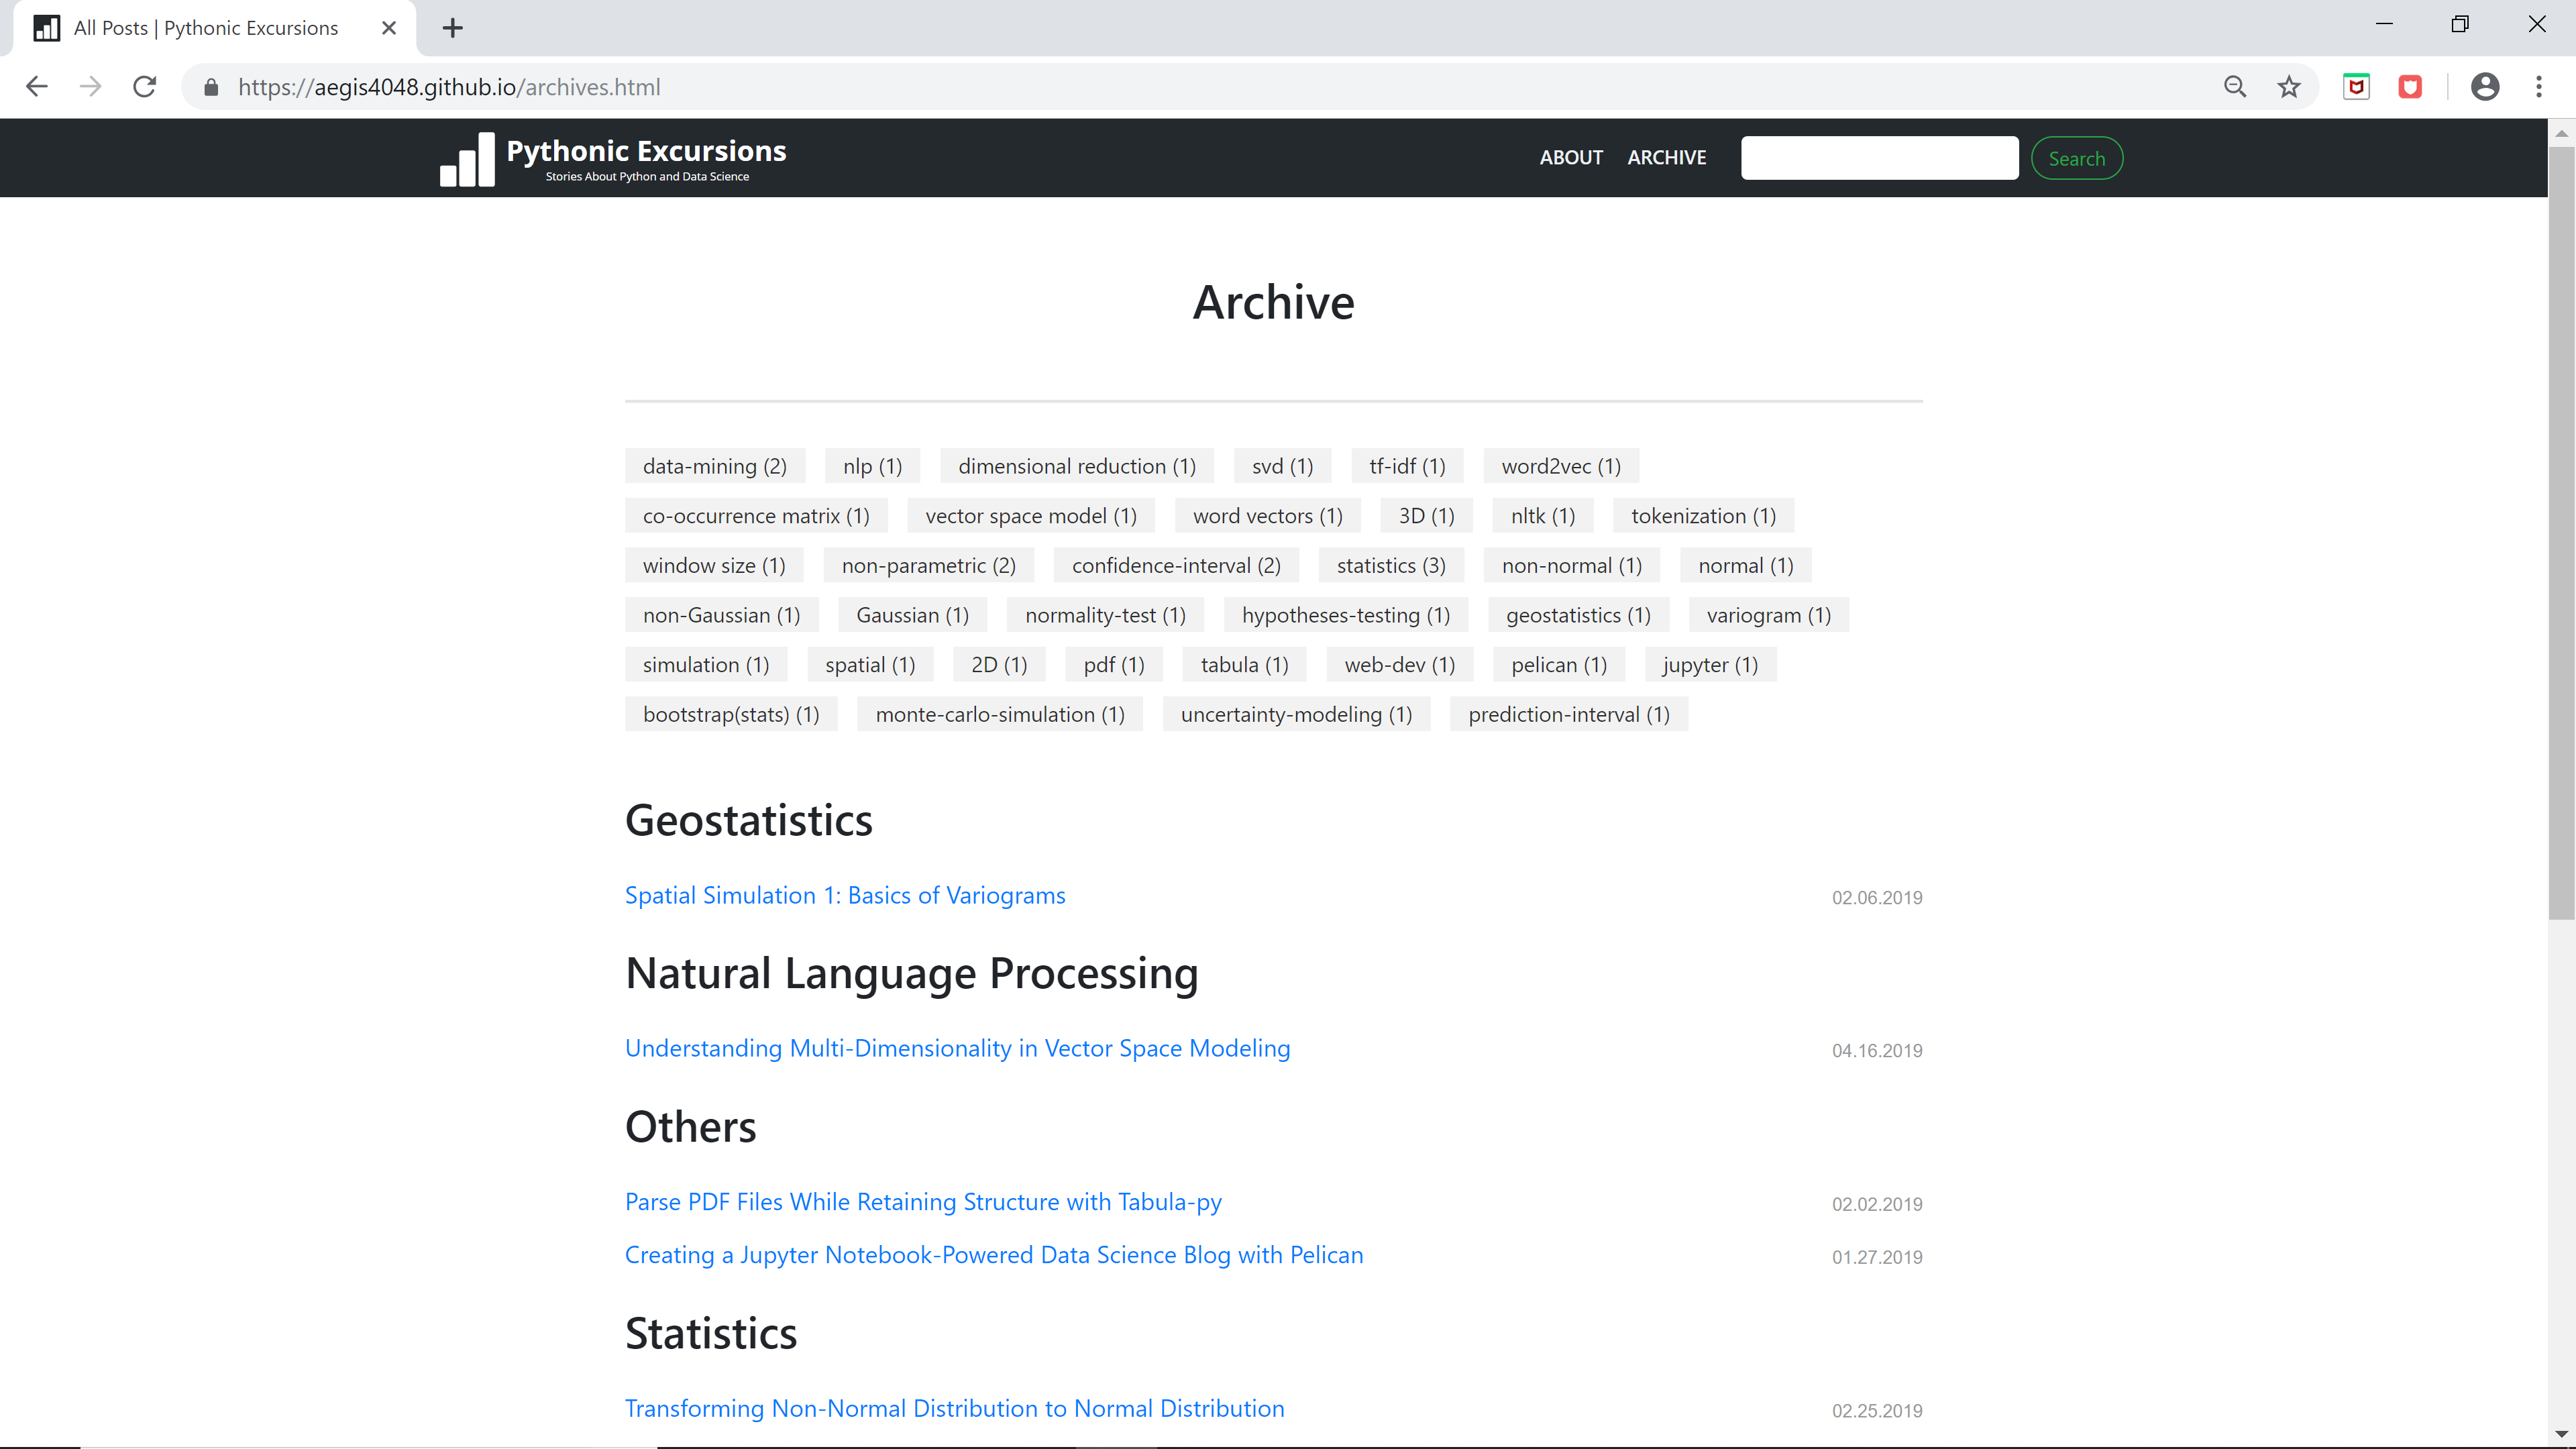 All Posts | Pythonic Excursions
https://aegis4048.github.io/archives.html
Pythonic Excursions
Stories About Python and Data Science
ABOUT ARCHIVE Search
Archive
data-mining (2) nlp (1) dimensional reduction (1) svd (1) tf-idf (1) word2vec (1)
co-occurrence matrix (1) vector space model (1) word vectors (1) 3D (1) nltk (1) tokenization (1)
window size (1) non-parametric (2) confidence-interval (2) statistics (3) non-normal (1) normal (1)
non-Gaussian (1) Gaussian (1) normality-test (1) hypotheses-testing (1) geostatistics (1) variogram (1)
simulation (1) spatial (1) 2D (1) pdf (1) tabula (1) web-dev (1) pelican (1) jupyter (1)
bootstrap(stats) (1) monte-carlo-simulation (1) uncertainty-modeling (1) prediction-interval (1)
Geostatistics
Spatial Simulation 1: Basics of Variograms 02.06.2019
Natural Language Processing
Understanding Multi-Dimensionality in Vector Space Modeling 04.16.2019
Others
Parse PDF Files While Retaining Structure with Tabula-py 02.02.2019
Creating a Jupyter Notebook-Powered Data Science Blog with Pelican 01.27.2019
Statistics
Transforming Non-Normal Distribution to Normal Distribution 02.25.2019